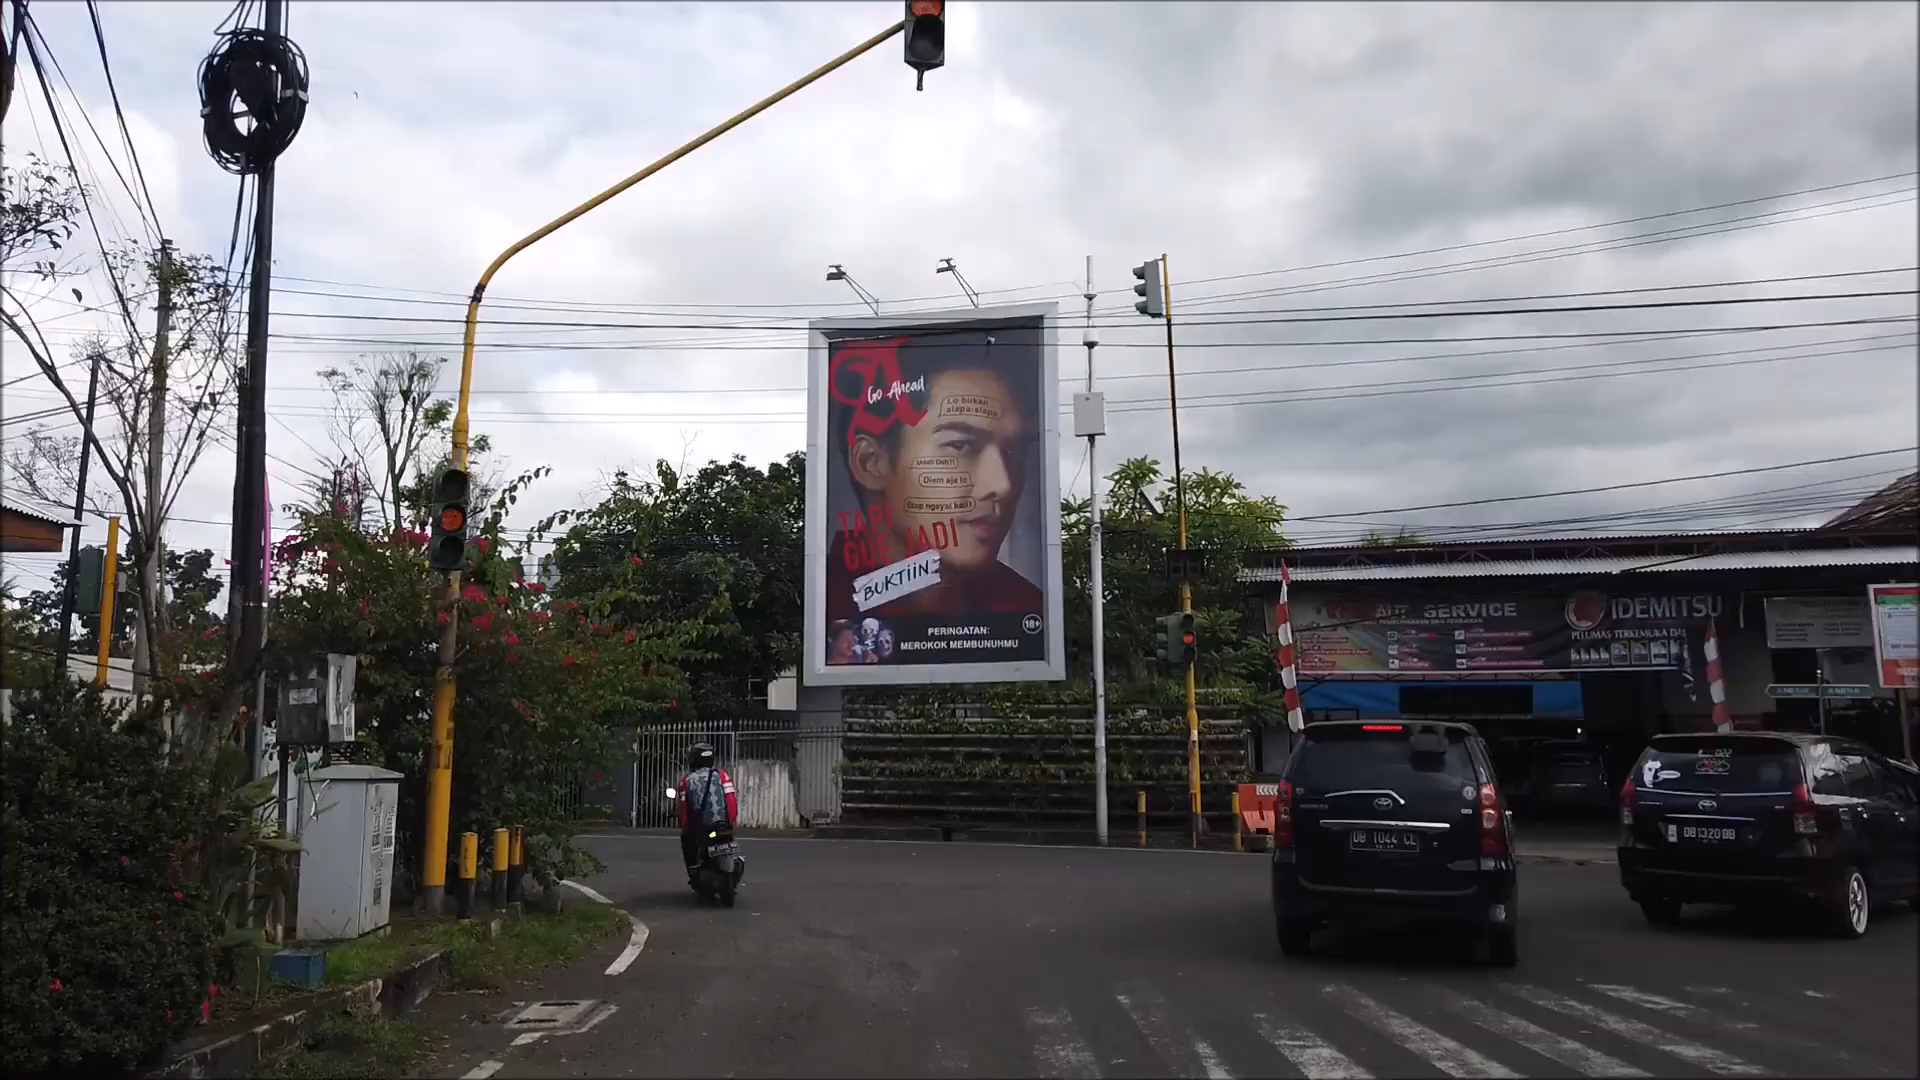 Go Ahead
Lo bukan
siapa-siapa
Udah Deh?!
Diem aja lo
Stop ngayal kali!
TAPI
GUE JADI
BUKTIIN
18+
PERINGATAN:
MEROKOK MEMBUNUHMU
SERVICE
IDEMITSU
PELUMAS TERKEMUKA DA
DB 1044 CL
DB 1320 BB